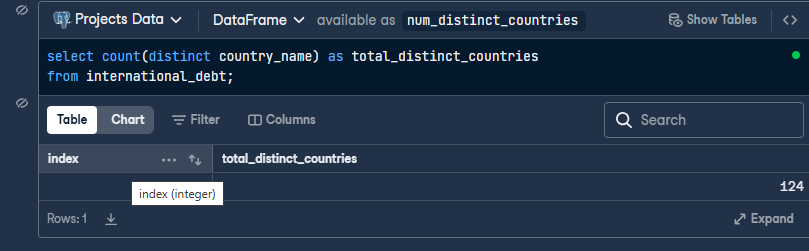 Projects Data DataFrame available as num_distinct_countries Show Tables
select count(distinct country_name) as total_distinct_countries
from international_debt;
Table Chart Filter Columns Search
index total_distinct_countries
124
index (integer)
Rows: 1 Expand